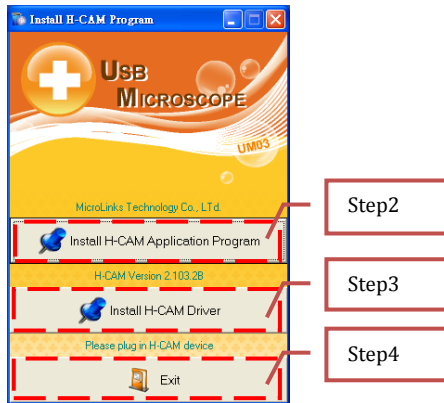 Install H-CAM Program
USB
MICROSCOPE
UM03
MicroLinks Technology Co., LTd.
Install H-CAM Application Program
Step2
H-CAM Version 2.103.2B
Install H-CAM Driver
Step3
Please plug in H-CAM device
Exit
Step4